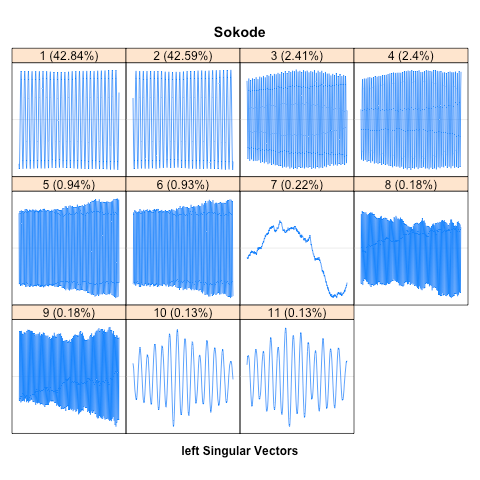 Sokode
1 (42.84%) 2 (42.59%) 3 (2.41%) 4 (2.4%)
5 (0.94%) 6 (0.93%) 7 (0.22%) 8 (0.18%)
9 (0.18%) 10 (0.13%) 11 (0.13%)
left Singular Vectors